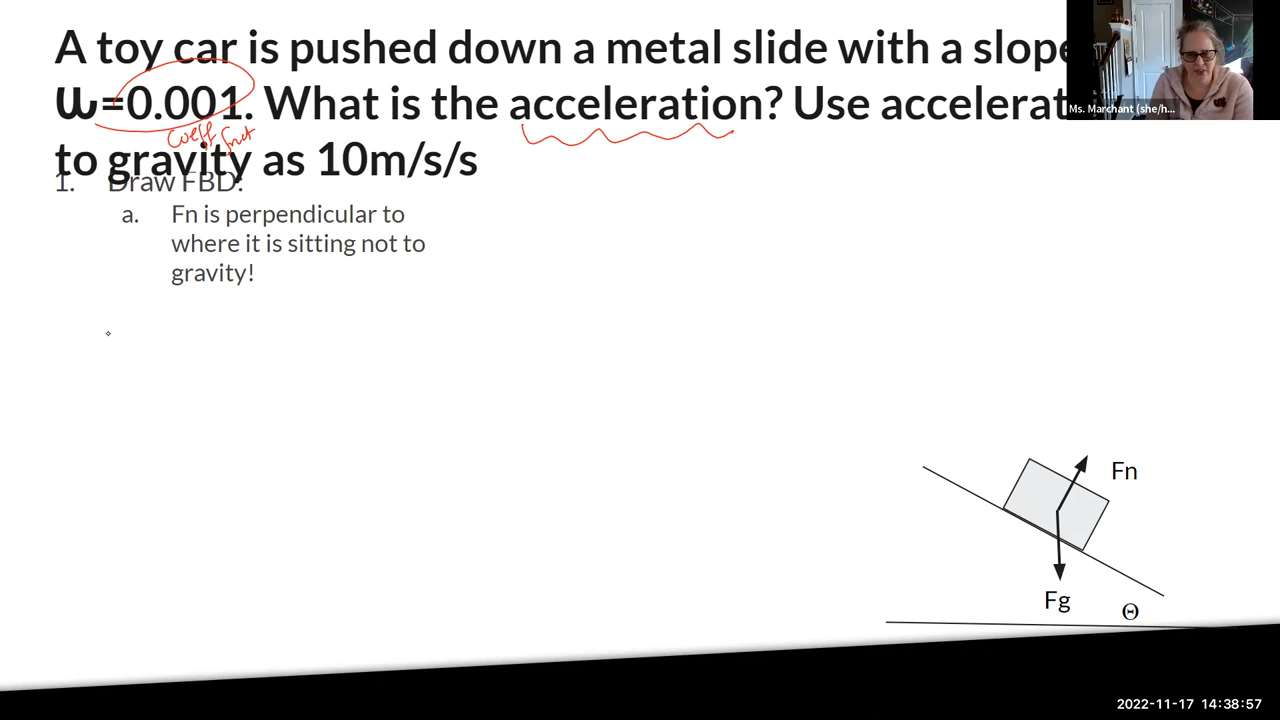 A toy car is pushed down a metal slide with a slope
ω=0.001. What is the acceleration? Use accelerat
coeff frict
to gravity as 10m/s/s
1. Draw FBD:
a. Fn is perpendicular to
where it is sitting not to
gravity!
Ms. Marchant (she/h...
Fn
Fg
Θ
2022-11-17 14:38:57